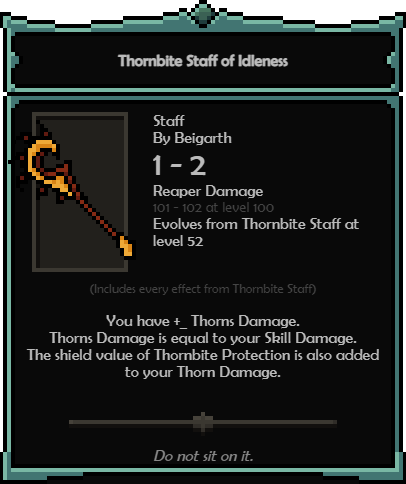 Thornbite Staff of Idleness
Staff
By Beigarth
1 - 2
Reaper Damage
101 - 102 at level 100
Evolves from Thornbite Staff at
level 52
(Includes every effect from Thornbite Staff)
You have +_ Thorns Damage.
Thorns Damage is equal to your Skill Damage.
The shield value of Thornbite Protection is also added
to your Thorn Damage.
Do not sit on it.